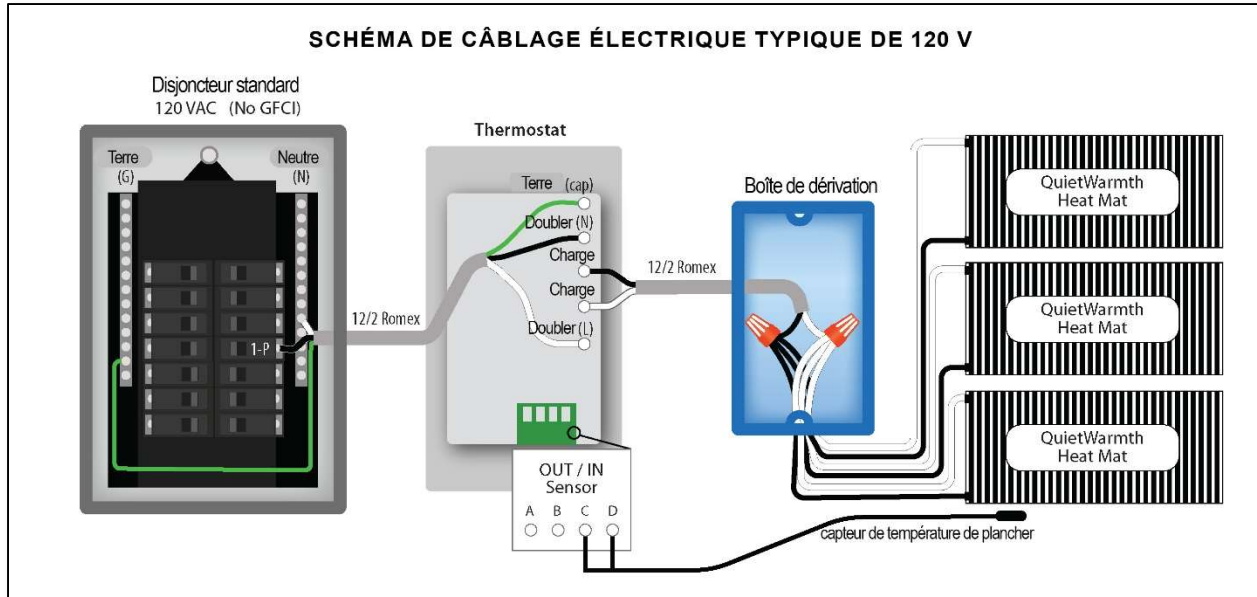 SCHÉMA DE CÂBLAGE ÉLECTRIQUE TYPIQUE DE 120 V
Disjoncteur standard
120 VAC (No GFCI)
Terre
(G)
Neutre
(N)
1-P
12/2 Romex
Thermostat
Terre (cap)
Doubler (N)
Charge
Charge
Doubler (L)
OUT / IN
Sensor
A B C D
12/2 Romex
Boîte de dérivation
QuietWarmth
Heat Mat
QuietWarmth
Heat Mat
QuietWarmth
Heat Mat
capteur de température de plancher